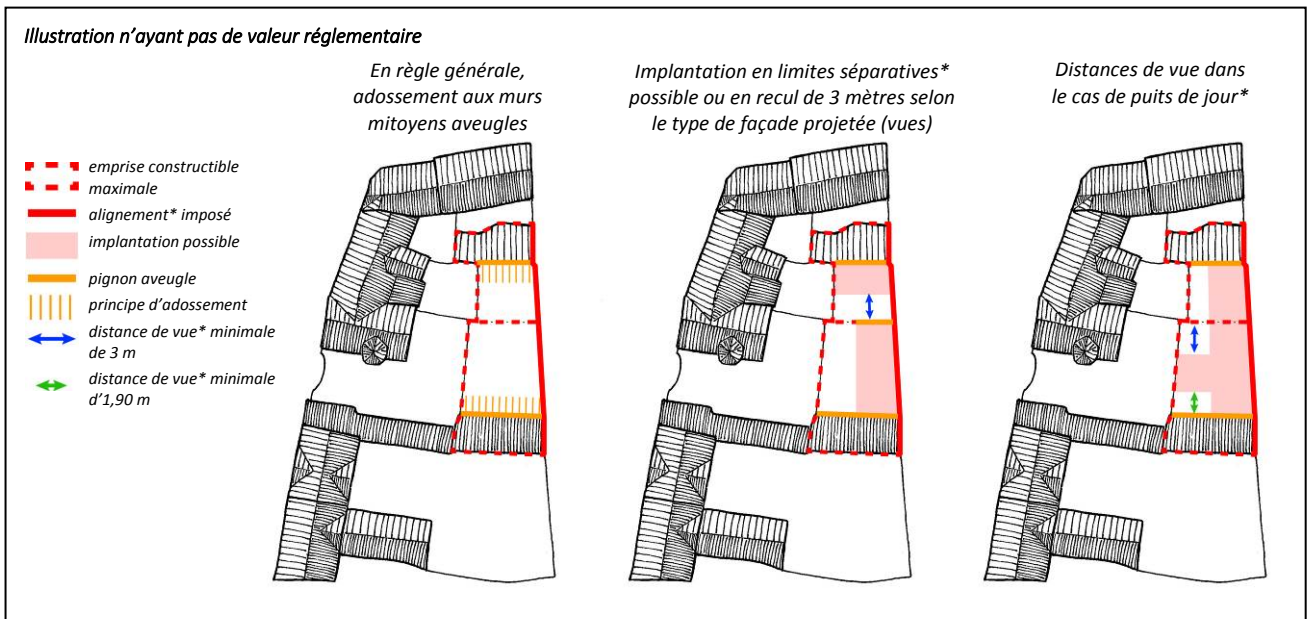 Illustration n’ayant pas de valeur réglementaire
En règle générale,
adossement aux murs
mitoyens aveugles
Implantation en limites séparatives*
possible ou en recul de 3 mètres selon
le type de façade projetée (vues)
Distances de vue dans
le cas de puits de jour*
emprise constructible
maximale
alignement* imposé
implantation possible
pignon aveugle
principe d’adossement
distance de vue* minimale
de 3 m
distance de vue* minimale
d’1,90 m